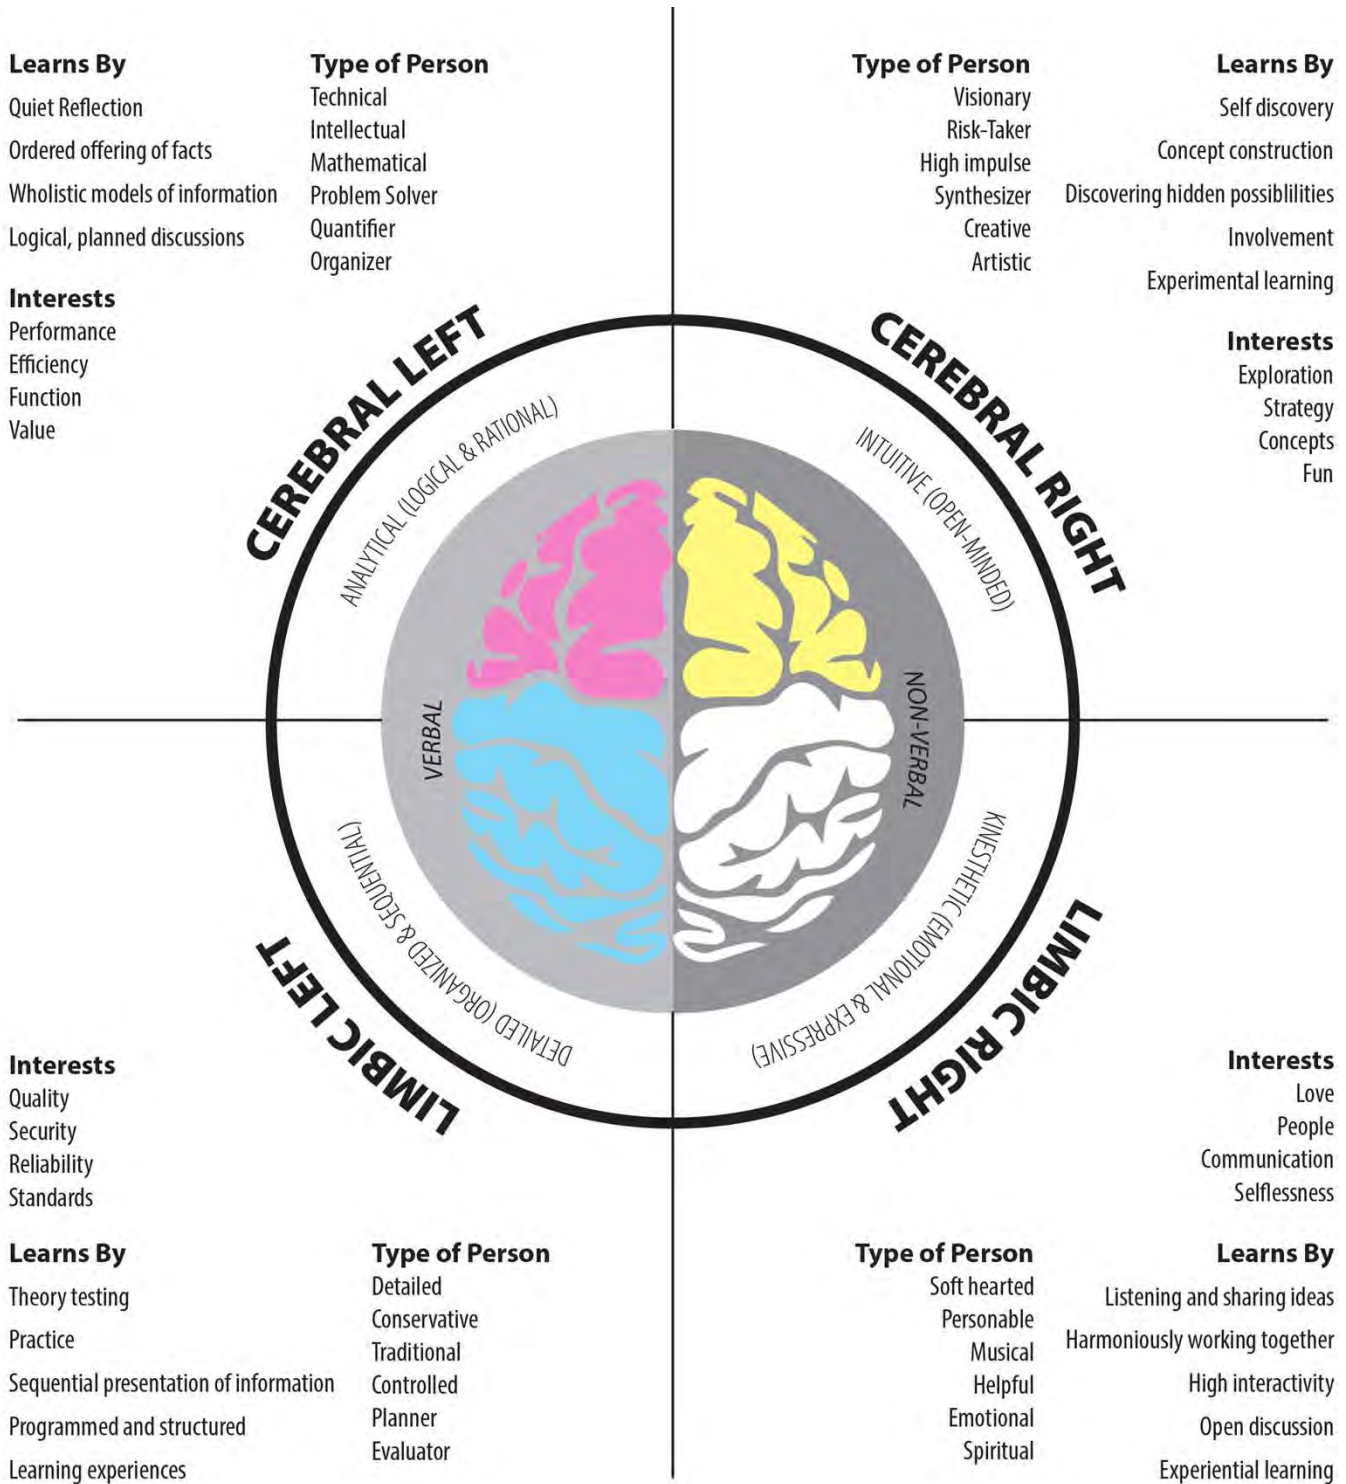 Learns By
Quiet Reflection
Ordered offering of facts
Wholistic models of information
Logical, planned discussions
Interests
Performance
Efficiency
Function
Value
Type of Person
Technical
Intellectual
Mathematical
Problem Solver
Quantifier
Organizer
Type of Person
Visionary
Risk-Taker
High impulse
Synthesizer
Creative
Artistic
Learns By
Self discovery
Concept construction
Discovering hidden possiblilities
Involvement
Experimental learning
Interests
Exploration
Strategy
Concepts
Fun
CEREBRAL LEFT
ANALYTICAL (LOGICAL & RATIONAL)
CEREBRAL RIGHT
INTUITIVE (OPEN-MINDED)
VERBAL
NON-VERBAL
DETAILED (ORGANIZED & SEQUENTIAL)
LIMBIC LEFT
KINESTHETIC (EMOTIONAL & EXPRESSIVE)
LIMBIC RIGHT
Interests
Quality
Security
Reliability
Standards
Learns By
Theory testing
Practice
Sequential presentation of information
Programmed and structured
Learning experiences
Type of Person
Detailed
Conservative
Traditional
Controlled
Planner
Evaluator
Interests
Love
People
Communication
Selflessness
Type of Person
Soft hearted
Personable
Musical
Helpful
Emotional
Spiritual
Learns By
Listening and sharing ideas
Harmoniously working together
High interactivity
Open discussion
Experiential learning